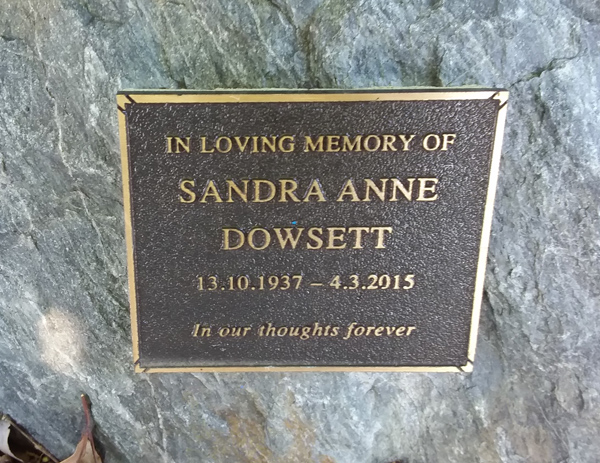 IN LOVING MEMORY OF
SANDRA ANNE
DOWSETT
13.10.1937 – 4.3.2015
In our thoughts forever